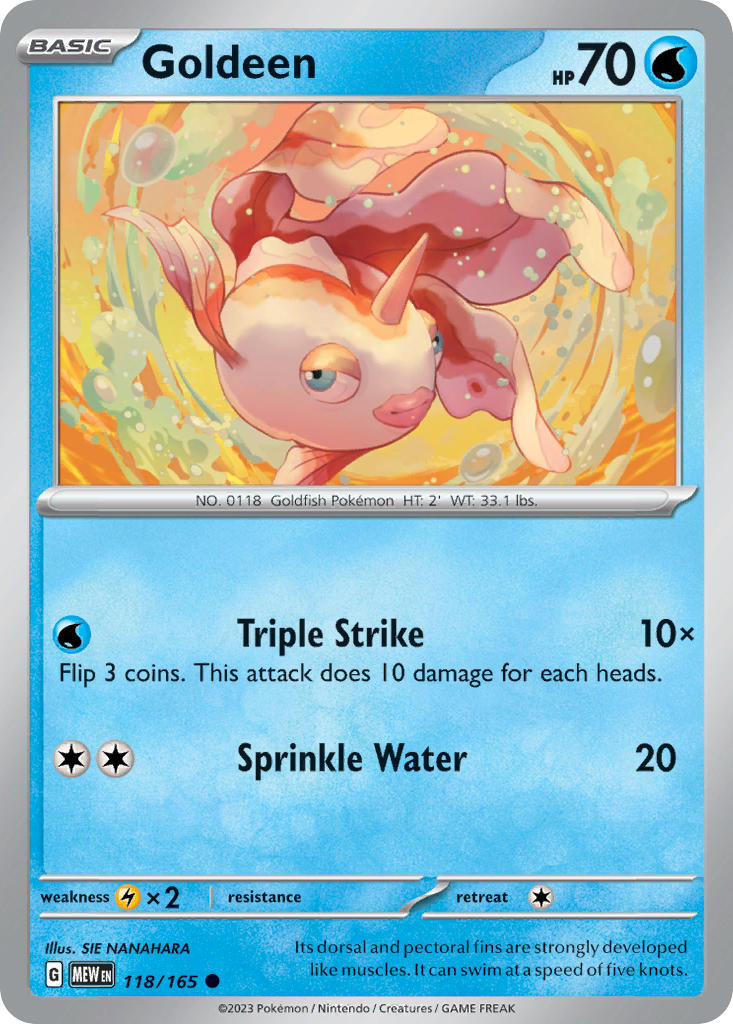 BASIC
Goldeen
HP 70
NO. 0118 Goldfish Pokémon HT: 2' WT: 33.1 lbs.
Triple Strike 10×
Flip 3 coins. This attack does 10 damage for each heads.
Sprinkle Water 20
weakness ×2 resistance retreat
Illus. SIE NANAHARA
Its dorsal and pectoral fins are strongly developed
like muscles. It can swim at a speed of five knots.
G MEW EN 118/165
©2023 Pokémon / Nintendo / Creatures / GAME FREAK